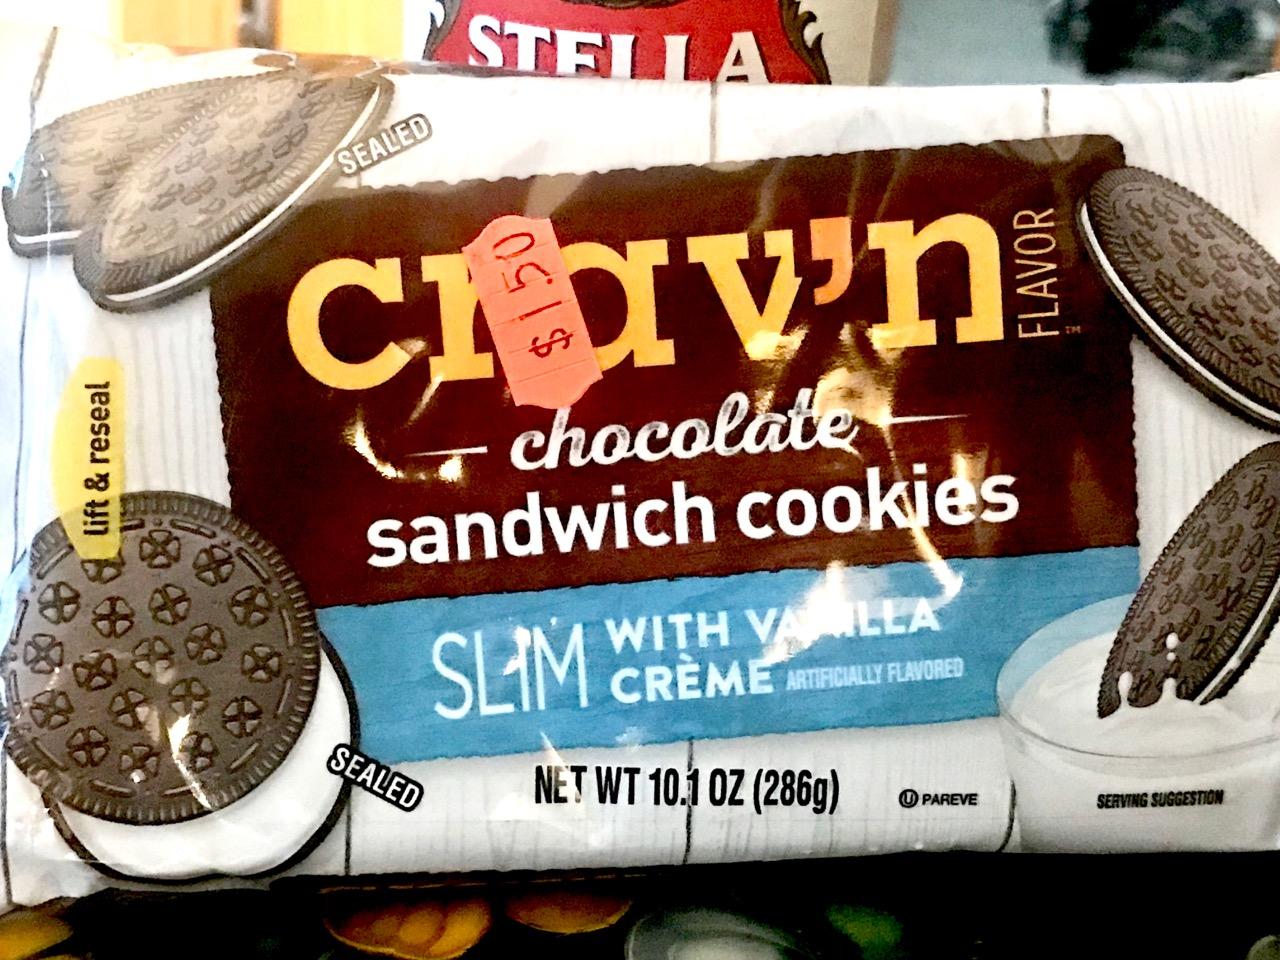 STELLA
SEALED
crav'n
FLAVOR
TM
$1.50
chocolate
sandwich cookies
lift & reseal
SLIM WITH VANILLA
CRÈME ARTIFICIALLY FLAVORED
SEALED
NET WT 10.1 OZ (286g)
U PAREVE
SERVING SUGGESTION